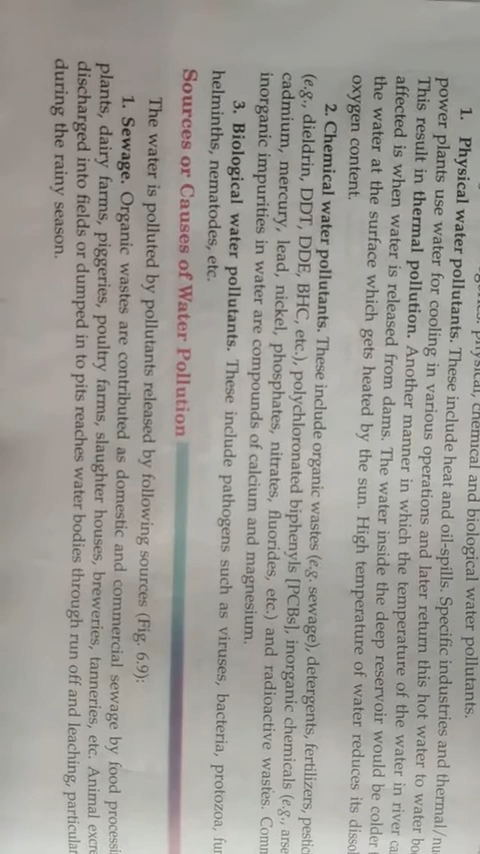 physical, chemical and biological water pollutants.
1. Physical water pollutants. These include heat and oil-spills. Specific industries and thermal/nu
power plants use water for cooling in various operations and later return this hot water to water bo
This result in thermal pollution. Another manner in which the temperature of the water in river ca
affected is when water is released from dams. The water inside the deep reservoir would be colder
the water at the surface which gets heated by the sun. High temperature of water reduces its dissol
oxygen content.
2. Chemical water pollutants. These include organic wastes (e.g. sewage), detergents, fertilizers, pestic
(e.g., dieldrin, DDT, DDE, BHC, etc.), polychloronated biphenyls [PCBs], inorganic chemicals (e.g., arse
cadmium, mercury, lead, nickel, phosphates, nitrates, fluorides, etc.) and radioactive wastes. Comm
inorganic impurities in water are compounds of calcium and magnesium.
3. Biological water pollutants. These include pathogens such as viruses, bacteria, protozoa, fun
helminths, nematodes, etc.
Sources or Causes of Water Pollution
The water is polluted by pollutants released by following sources (Fig. 6.9):
1. Sewage. Organic wastes are contributed as domestic and commercial sewage by food processi
plants, dairy farms, piggeries, poultry farms, slaughter houses, breweries, tanneries, etc. Animal excre
discharged into fields or dumped in to pits reaches water bodies through run off and leaching, particular
during the rainy season.